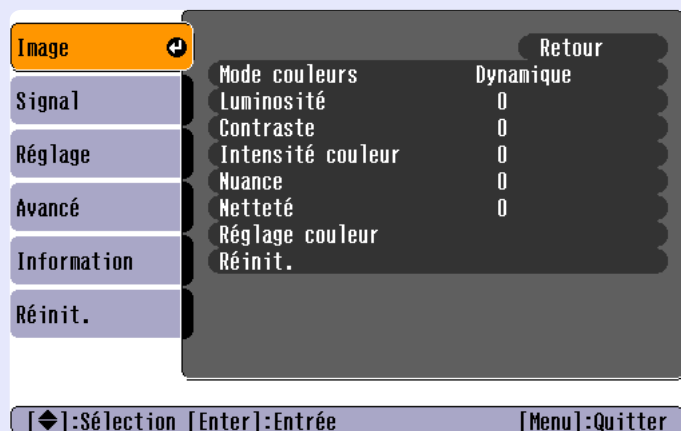 Image
Signal
Réglage
Avancé
Information
Réinit.
Retour
Mode couleurs Dynamique
Luminosité 0
Contraste 0
Intensité couleur 0
Nuance 0
Netteté 0
Réglage couleur
Réinit.
[◆]:Sélection [Enter]:Entrée [Menu]:Quitter